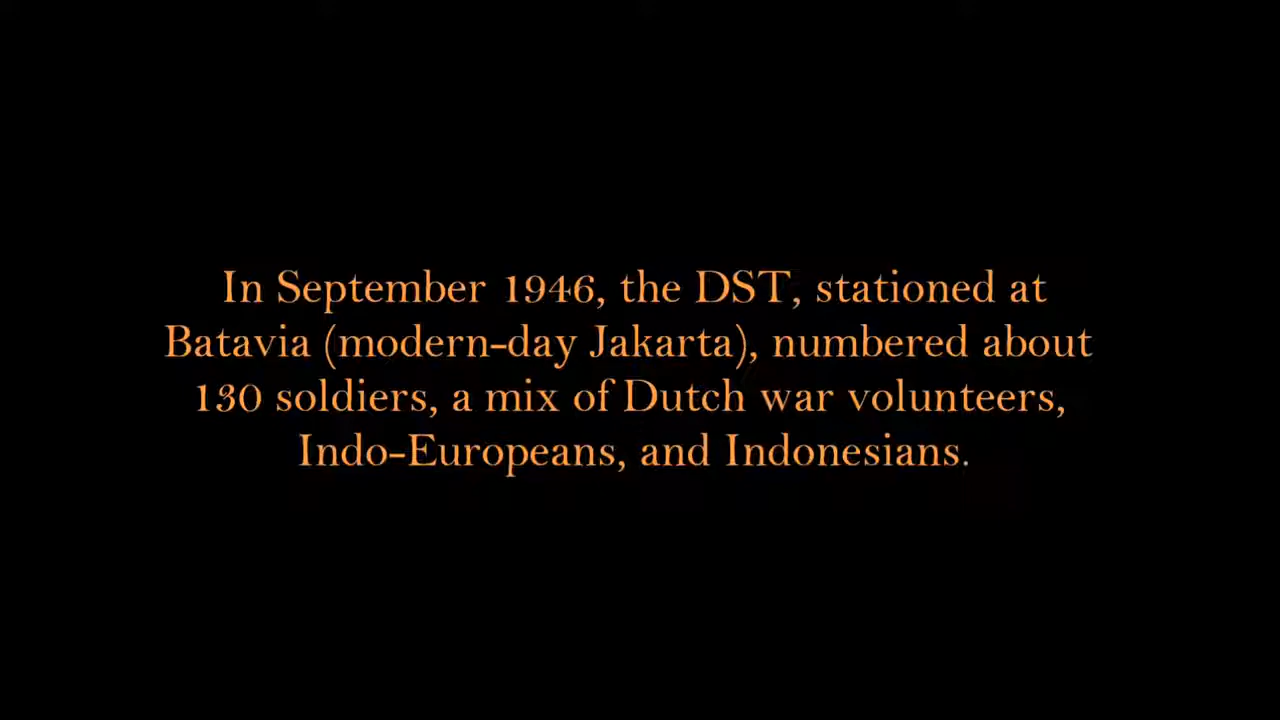 In September 1946, the DST, stationed at
Batavia (modern-day Jakarta), numbered about
130 soldiers, a mix of Dutch war volunteers,
Indo-Europeans, and Indonesians.